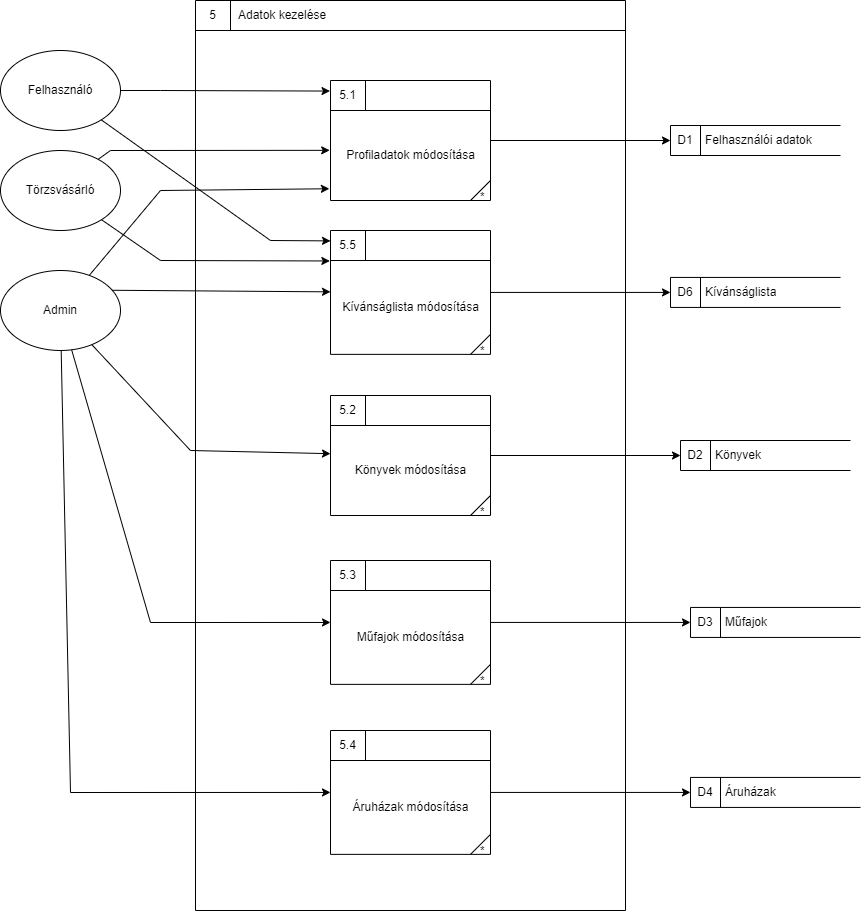 5 Adatok kezelése
Felhasználó
Törzsvásárló
Admin
5.1
Profiladatok módosítása
*
D1 Felhasználói adatok
5.5
Kívánságlista módosítása
*
D6 Kívánságlista
5.2
Könyvek módosítása
*
D2 Könyvek
5.3
Műfajok módosítása
*
D3 Műfajok
5.4
Áruházak módosítása
*
D4 Áruházak